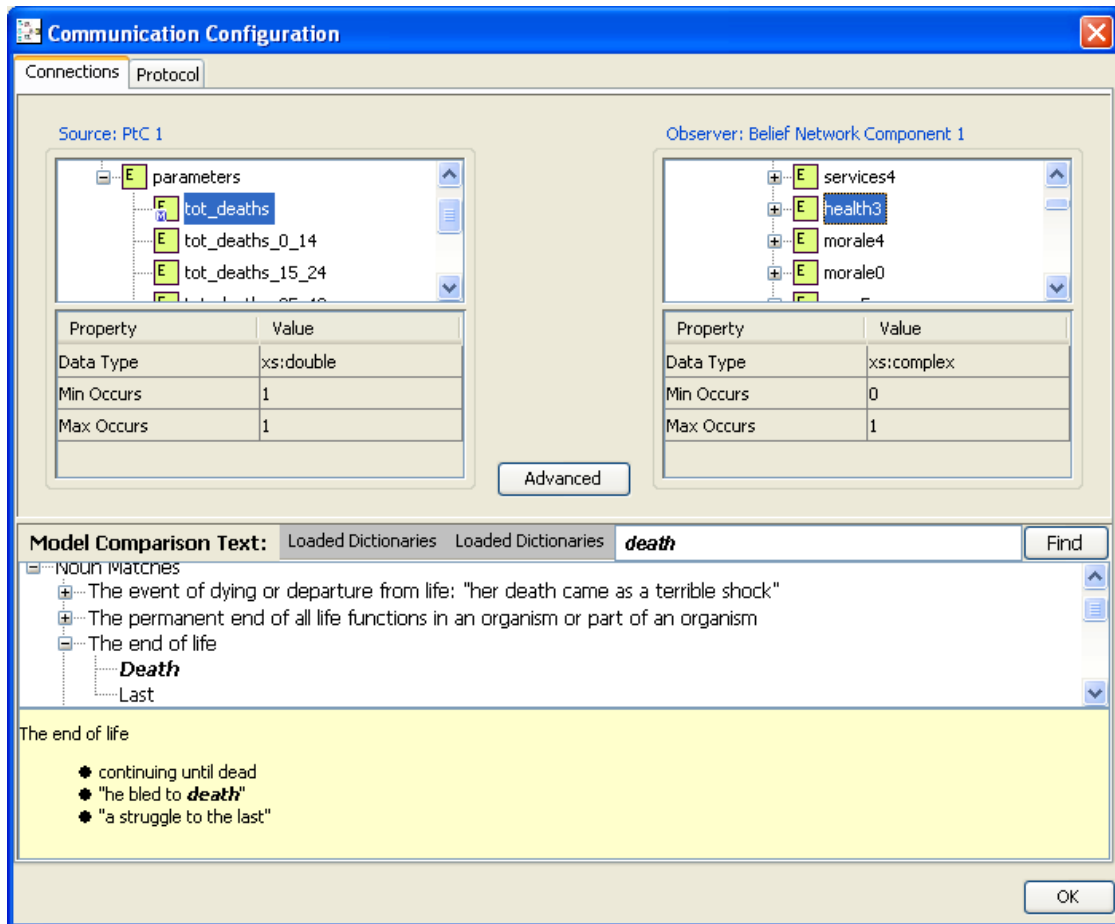 Communication Configuration
Connections Protocol
Source: PtC 1
Observer: Belief Network Component 1
E parameters
E M tot_deaths
E tot_deaths_0_14
E tot_deaths_15_24
E services4
E health3
E morale4
E morale0
Property Value
Data Type xs:double
Min Occurs 1
Max Occurs 1
Property Value
Data Type xs:complex
Min Occurs 0
Max Occurs 1
Advanced
Model Comparison Text: Loaded Dictionaries Loaded Dictionaries death Find
Noun Matches
The event of dying or departure from life: "her death came as a terrible shock"
The permanent end of all life functions in an organism or part of an organism
The end of life
Death
Last
The end of life
continuing until dead
"he bled to death"
"a struggle to the last"
OK